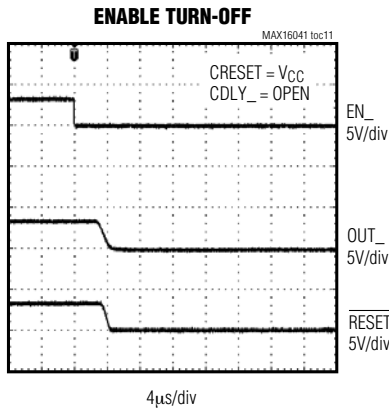 ENABLE TURN-OFF
MAX16041 toc11
T
CRESET = VCC
CDLY_ = OPEN
EN_
5V/div
OUT_
5V/div
RESET
5V/div
4µs/div